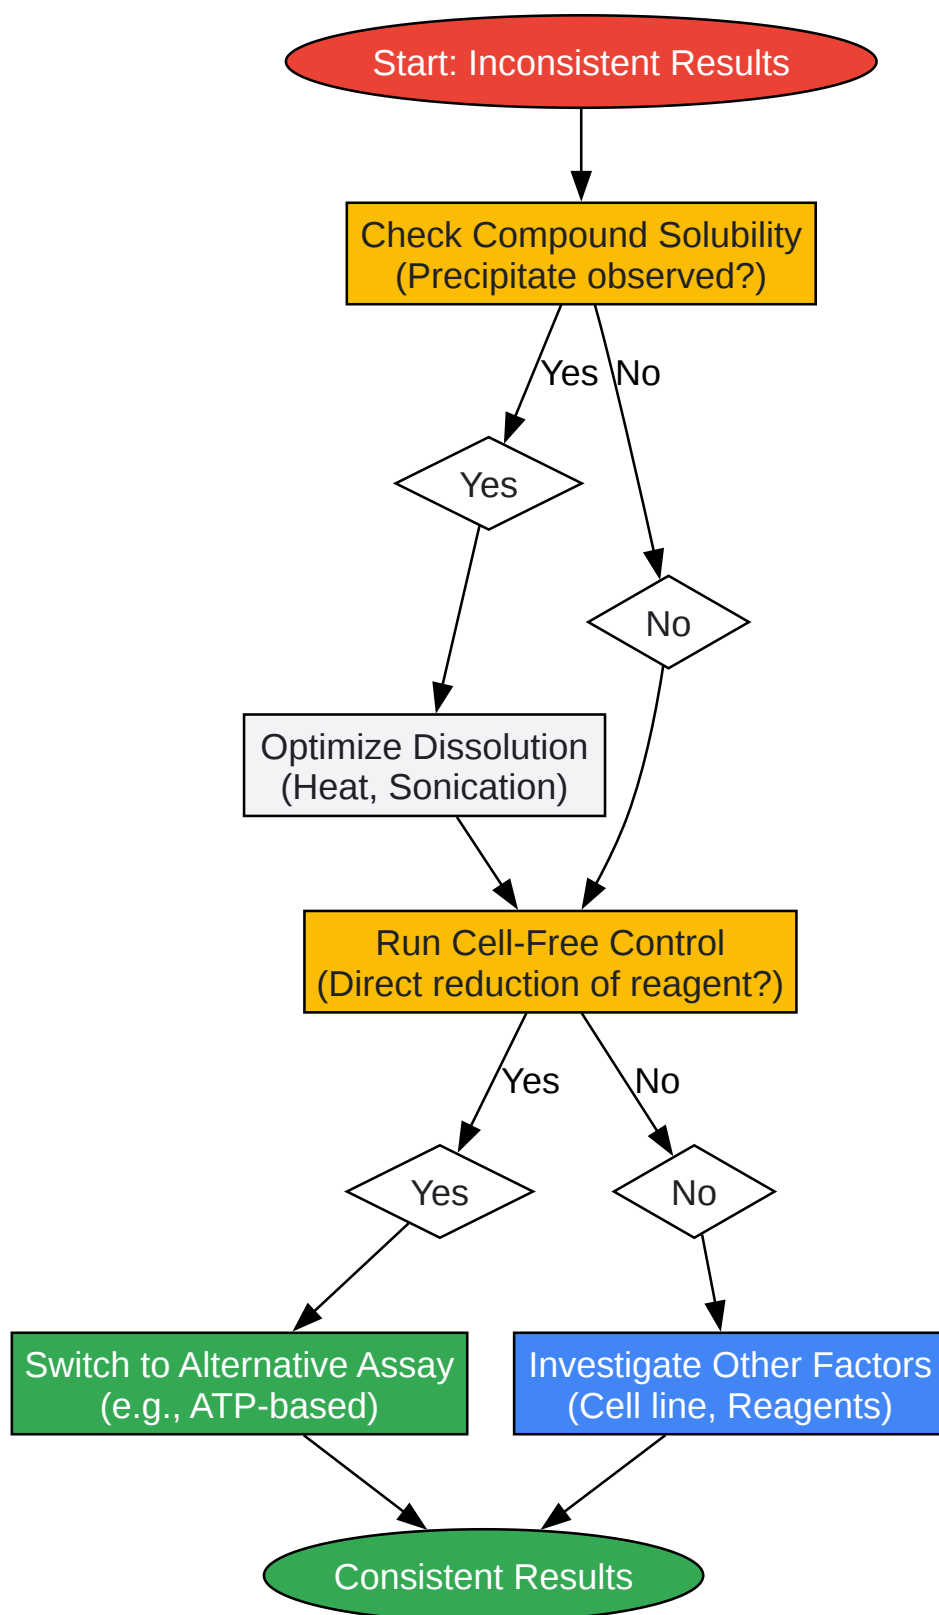 Start: Inconsistent Results
Check Compound Solubility
(Precipitate observed?)
Yes
No
Yes
No
Optimize Dissolution
(Heat, Sonication)
Run Cell-Free Control
(Direct reduction of reagent?)
Yes
No
Yes
No
Switch to Alternative Assay
(e.g., ATP-based)
Investigate Other Factors
(Cell line, Reagents)
Consistent Results